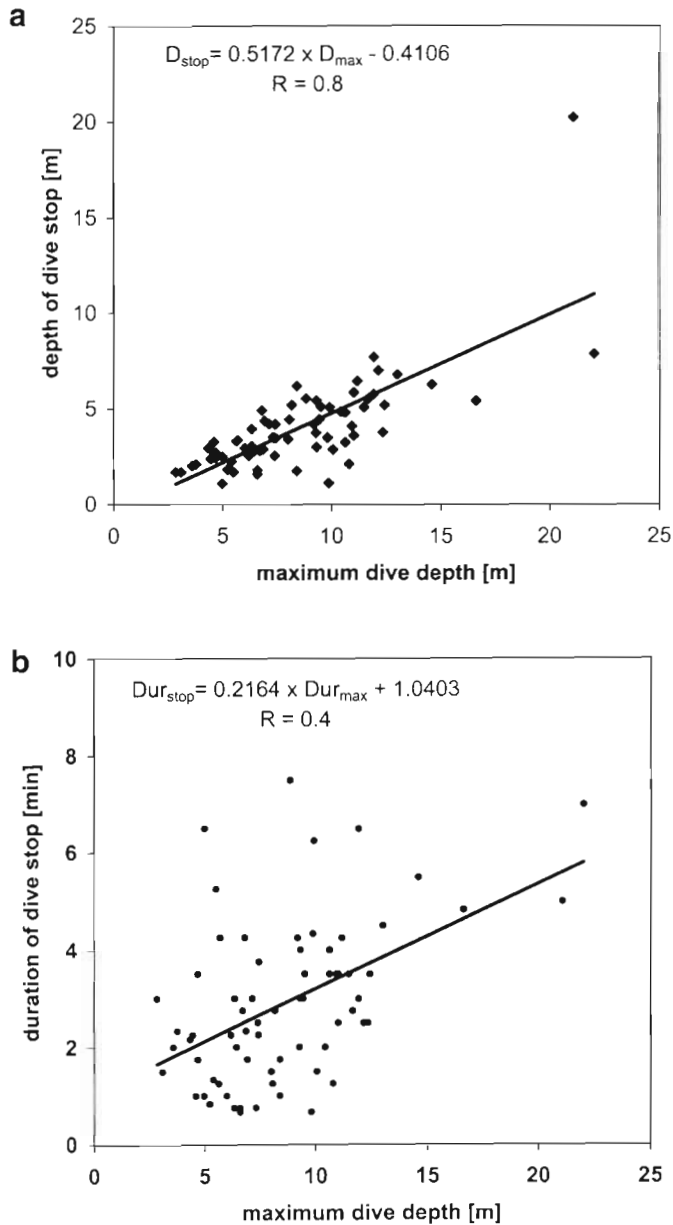 a
D_stop= 0.5172 x D_max - 0.4106
R = 0.8
25
20
15
10
5
0
depth of dive stop [m]
0 5 10 15 20 25
maximum dive depth [m]
b
Dur_stop= 0.2164 x Dur_max + 1.0403
R = 0.4
10
8
6
4
2
0
duration of dive stop [min]
0 5 10 15 20 25
maximum dive depth [m]